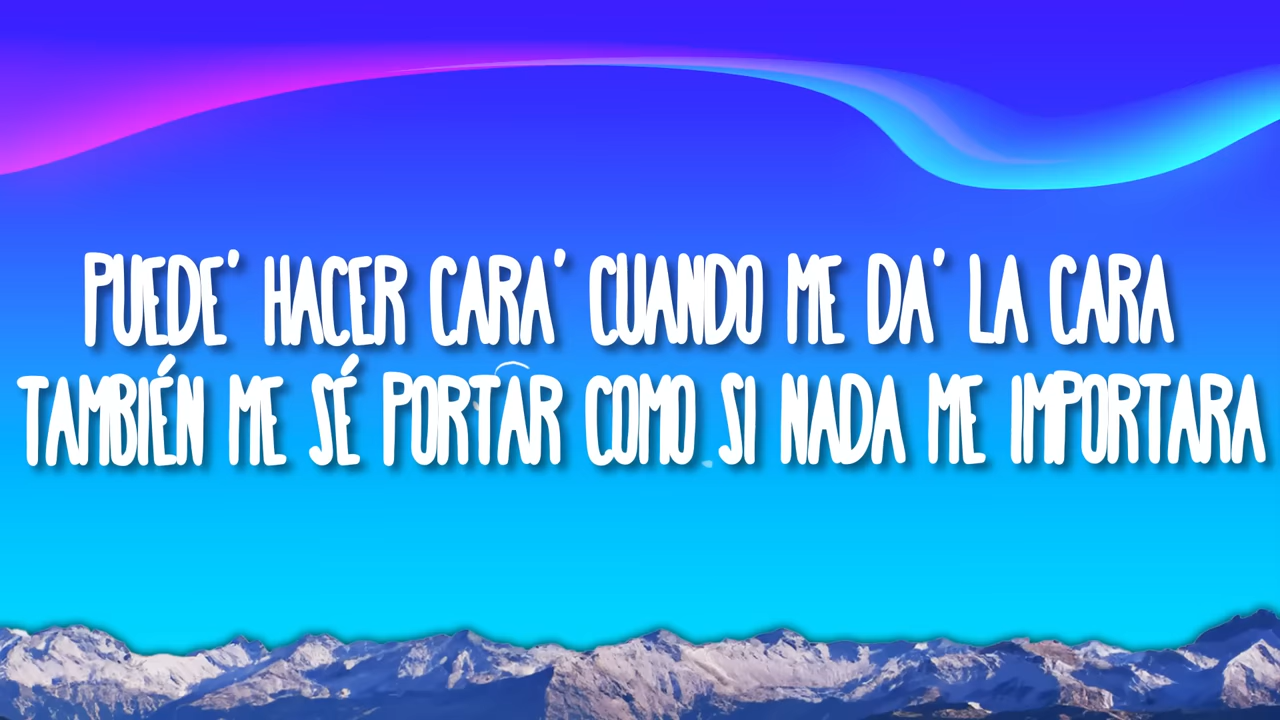 PUEDE' HACER CARA' CUANDO ME DA' LA CARA
TAMBIÉN ME SÉ PORTAR COMO SI NADA ME IMPORTARA